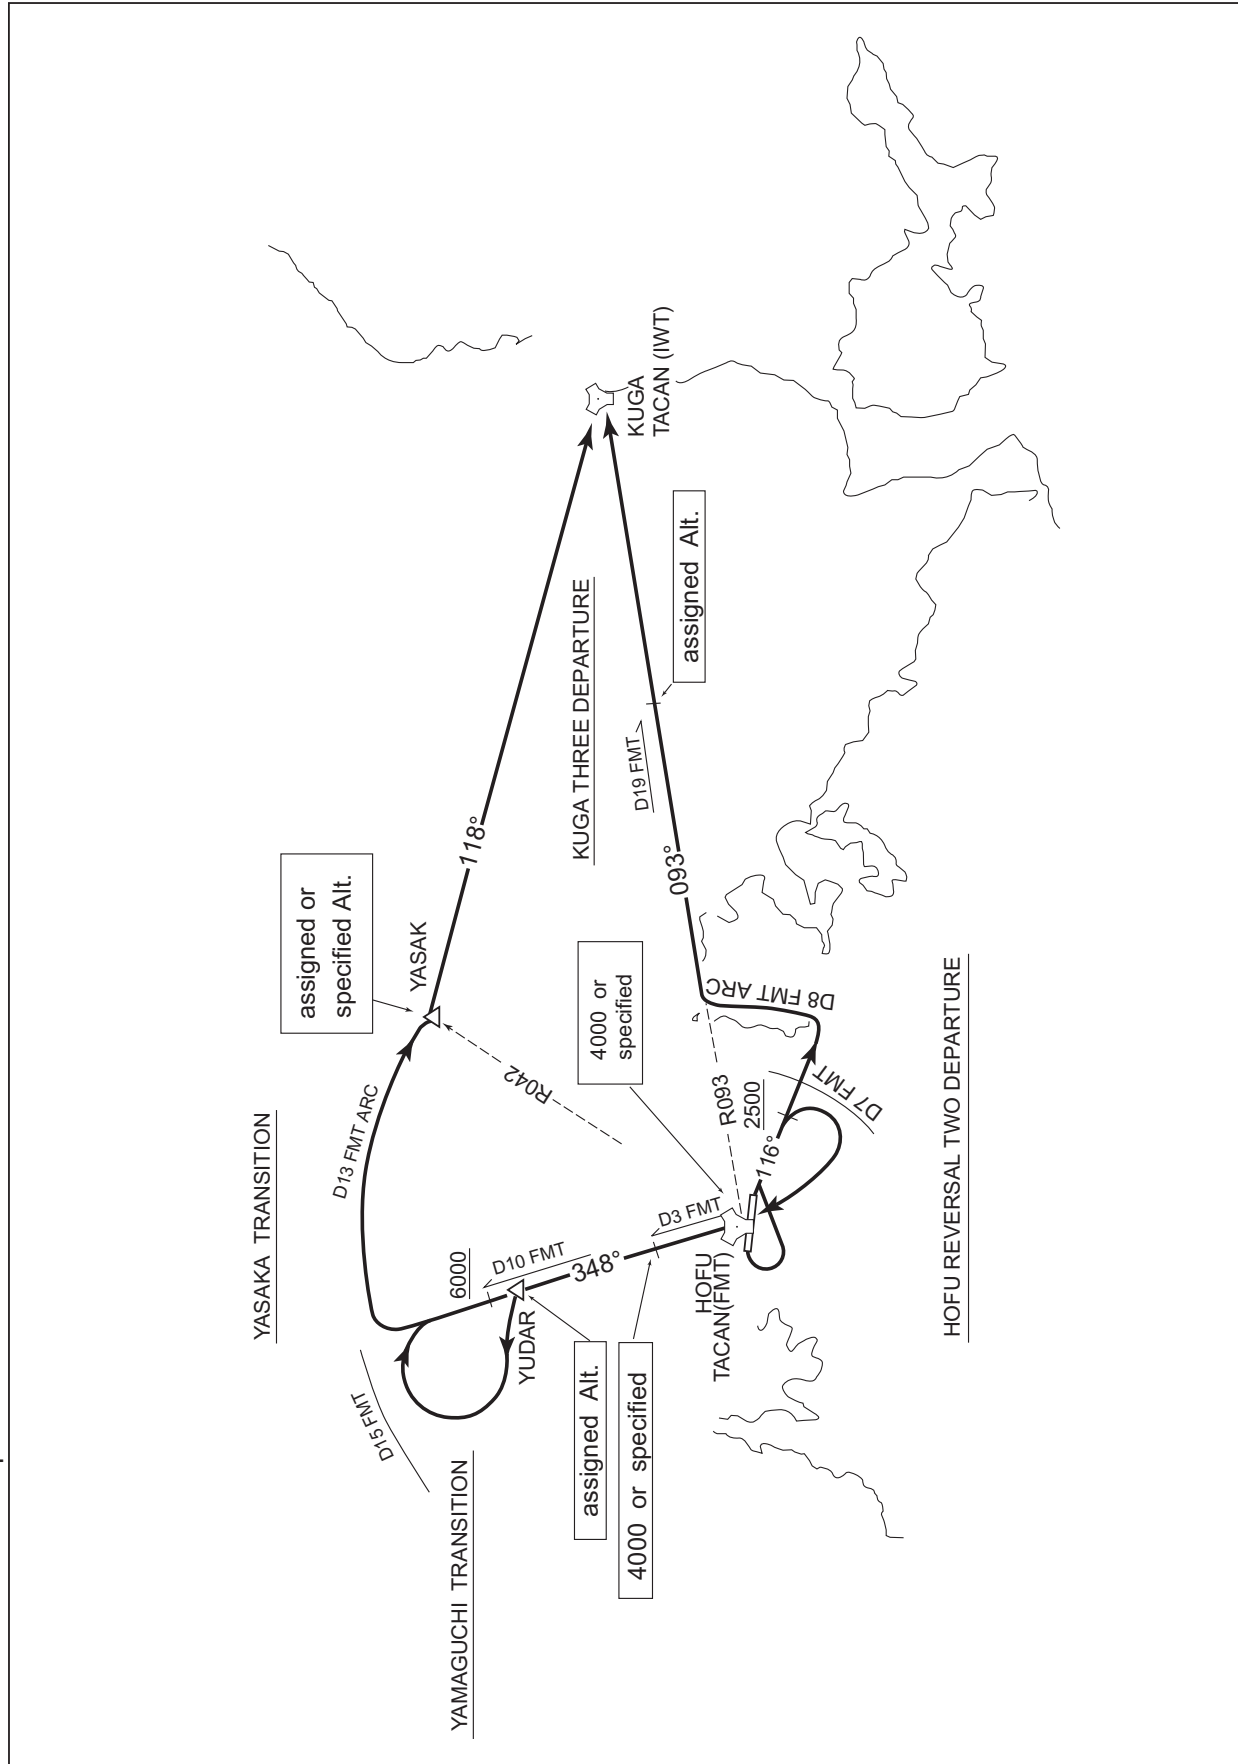 YASAKA TRANSITION
assigned or
specified Alt.
YASAK
D13 FMT ARC
118°
R042
D15 FMT
YAMAGUCHI TRANSITION
6000
D10 FMT
348°
YUDAR
assigned Alt.
4000 or specified
D3 FMT
HOFU
TACAN(FMT)
4000 or
specified
KUGA THREE DEPARTURE
KUGA
TACAN (IWT)
D19 FMT
assigned Alt.
093°
R093
2500
116°
D7 FMT
D8 FMT ARC
HOFU REVERSAL TWO DEPARTURE